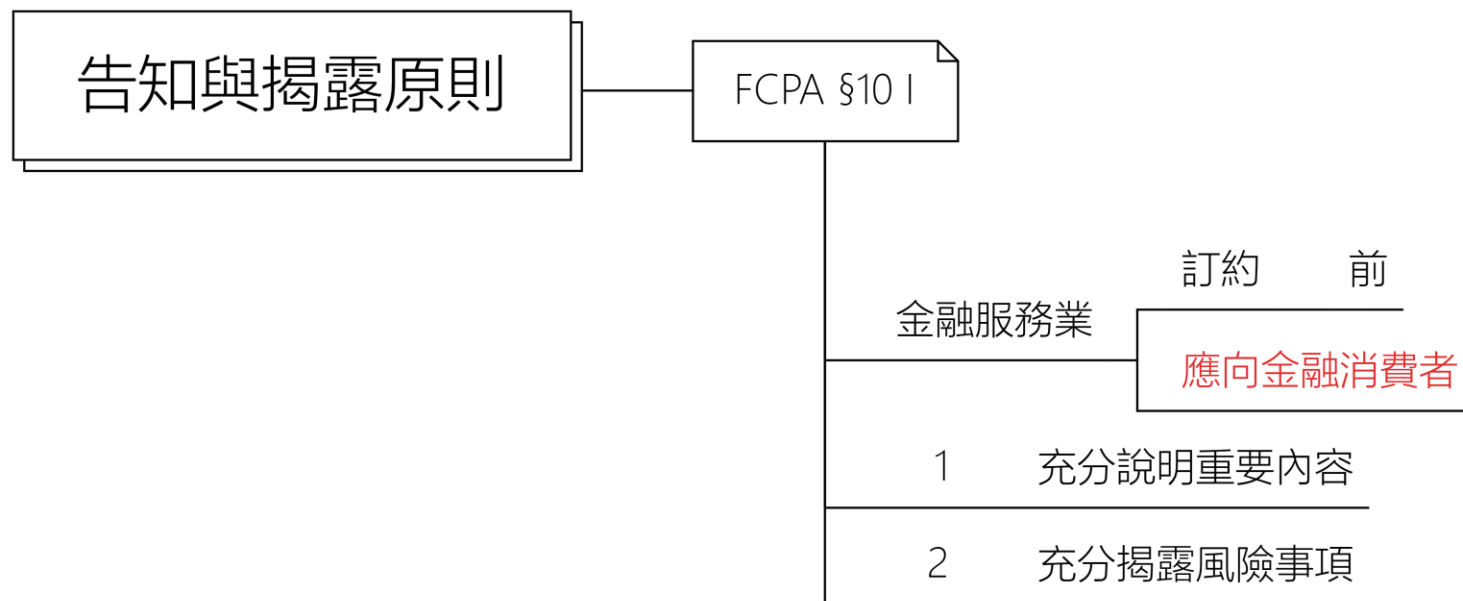 告知與揭露原則
FCPA §10 I
訂約　　前
金融服務業
應向金融消費者
1　　充分說明重要內容
2　　充分揭露風險事項